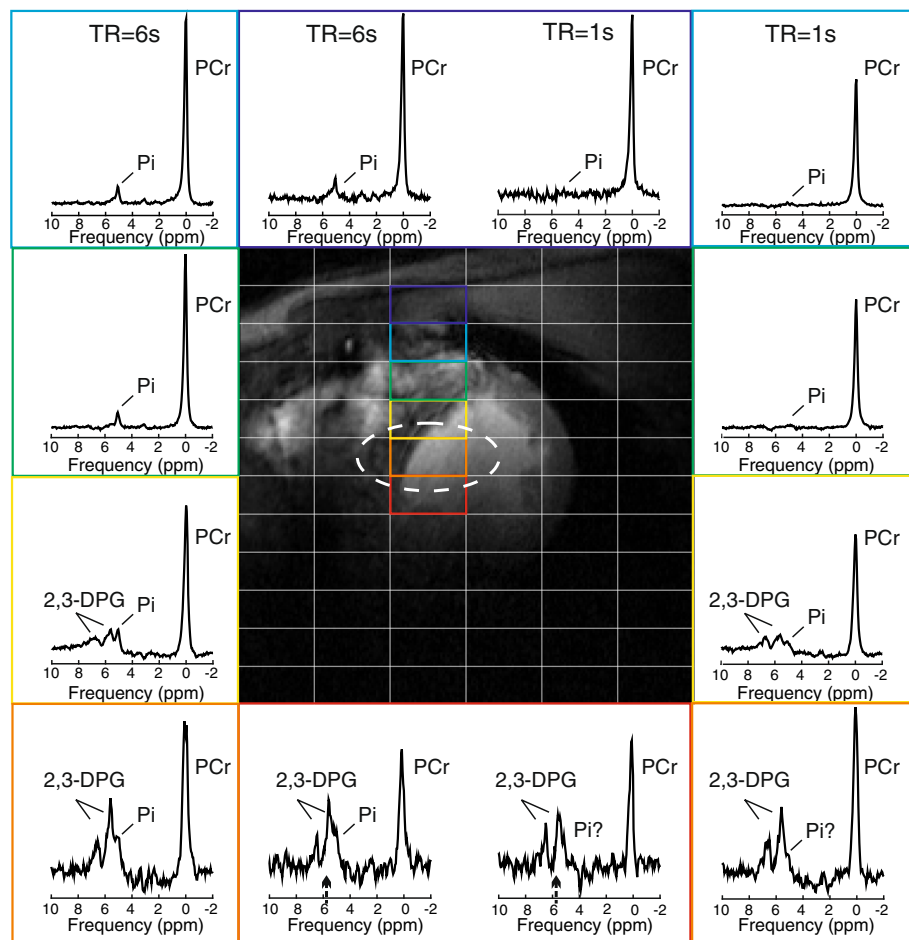 TR=6s
PCr
Pi
10 8 6 4 2 0 -2
Frequency (ppm)
TR=6s
PCr
Pi
10 8 6 4 2 0 -2
Frequency (ppm)
TR=1s
PCr
Pi
10 8 6 4 2 0 -2
Frequency (ppm)
TR=1s
PCr
Pi
10 8 6 4 2 0 -2
Frequency (ppm)
PCr
Pi
10 8 6 4 2 0 -2
Frequency (ppm)
PCr
Pi
10 8 6 4 2 0 -2
Frequency (ppm)
PCr
2,3-DPG
Pi
10 8 6 4 2 0 -2
Frequency (ppm)
PCr
2,3-DPG
Pi
10 8 6 4 2 0 -2
Frequency (ppm)
PCr
2,3-DPG
Pi
10 8 6 4 2 0 -2
Frequency (ppm)
PCr
2,3-DPG
Pi
10 8 6 4 2 0 -2
Frequency (ppm)
PCr
2,3-DPG
Pi?
10 8 6 4 2 0 -2
Frequency (ppm)
PCr
2,3-DPG
Pi?
10 8 6 4 2 0 -2
Frequency (ppm)